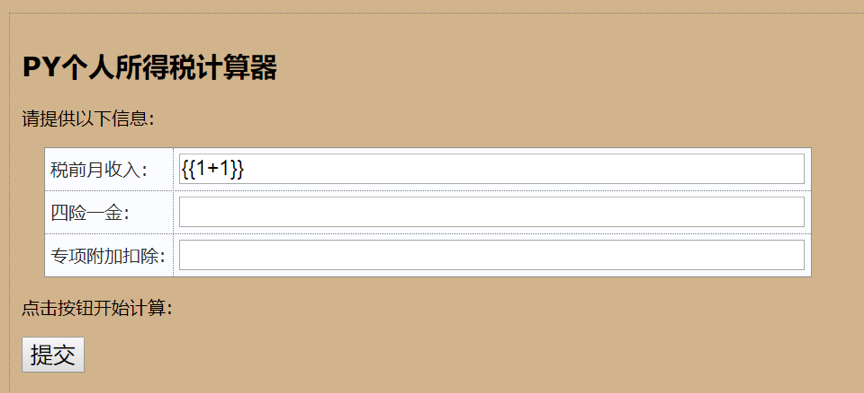 PY个人所得税计算器
请提供以下信息:
税前月收入: {{1+1}}
四险一金:
专项附加扣除:
点击按钮开始计算:
提交